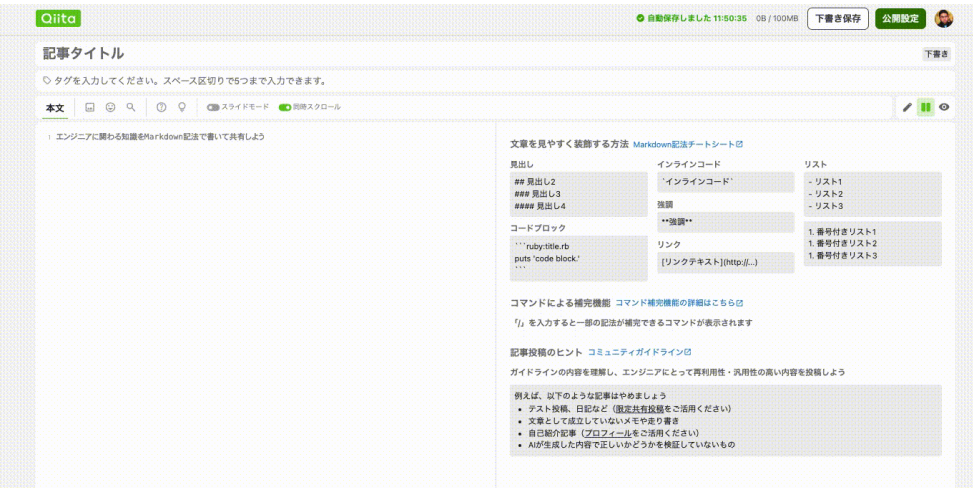 Qiita
自動保存しました 11:50:35 0B / 100MB 下書き保存 公開設定
記事タイトル 下書き
タグを入力してください。スペース区切りで5つまで入力できます。
本文 スライドモード 同時スクロール
1 エンジニアに関わる知識をMarkdown記法で書いて共有しよう
文章を見やすく装飾する方法 Markdown記法チートシート
見出し
## 見出し2
### 見出し3
#### 見出し4
コードブロック
```ruby:title.rb
puts 'code block.'
```
インラインコード
`インラインコード`
強調
**強調**
リンク
[リンクテキスト](http://...)
リスト
- リスト1
- リスト2
- リスト3
1. 番号付きリスト1
1. 番号付きリスト2
1. 番号付きリスト3
コマンドによる補完機能 コマンド補完機能の詳細はこちら
「/」を入力すると一部の記法が補完できるコマンドが表示されます
記事投稿のヒント コミュニティガイドライン
ガイドラインの内容を理解し、エンジニアにとって再利用性・汎用性の高い内容を投稿しよう
例えば、以下のような記事はやめましょう
• テスト投稿、日記など（限定共有投稿をご活用ください）
• 文章として成立していないメモや走り書き
• 自己紹介記事（プロフィールをご活用ください）
• AIが生成した内容で正しいかどうかを検証していないもの